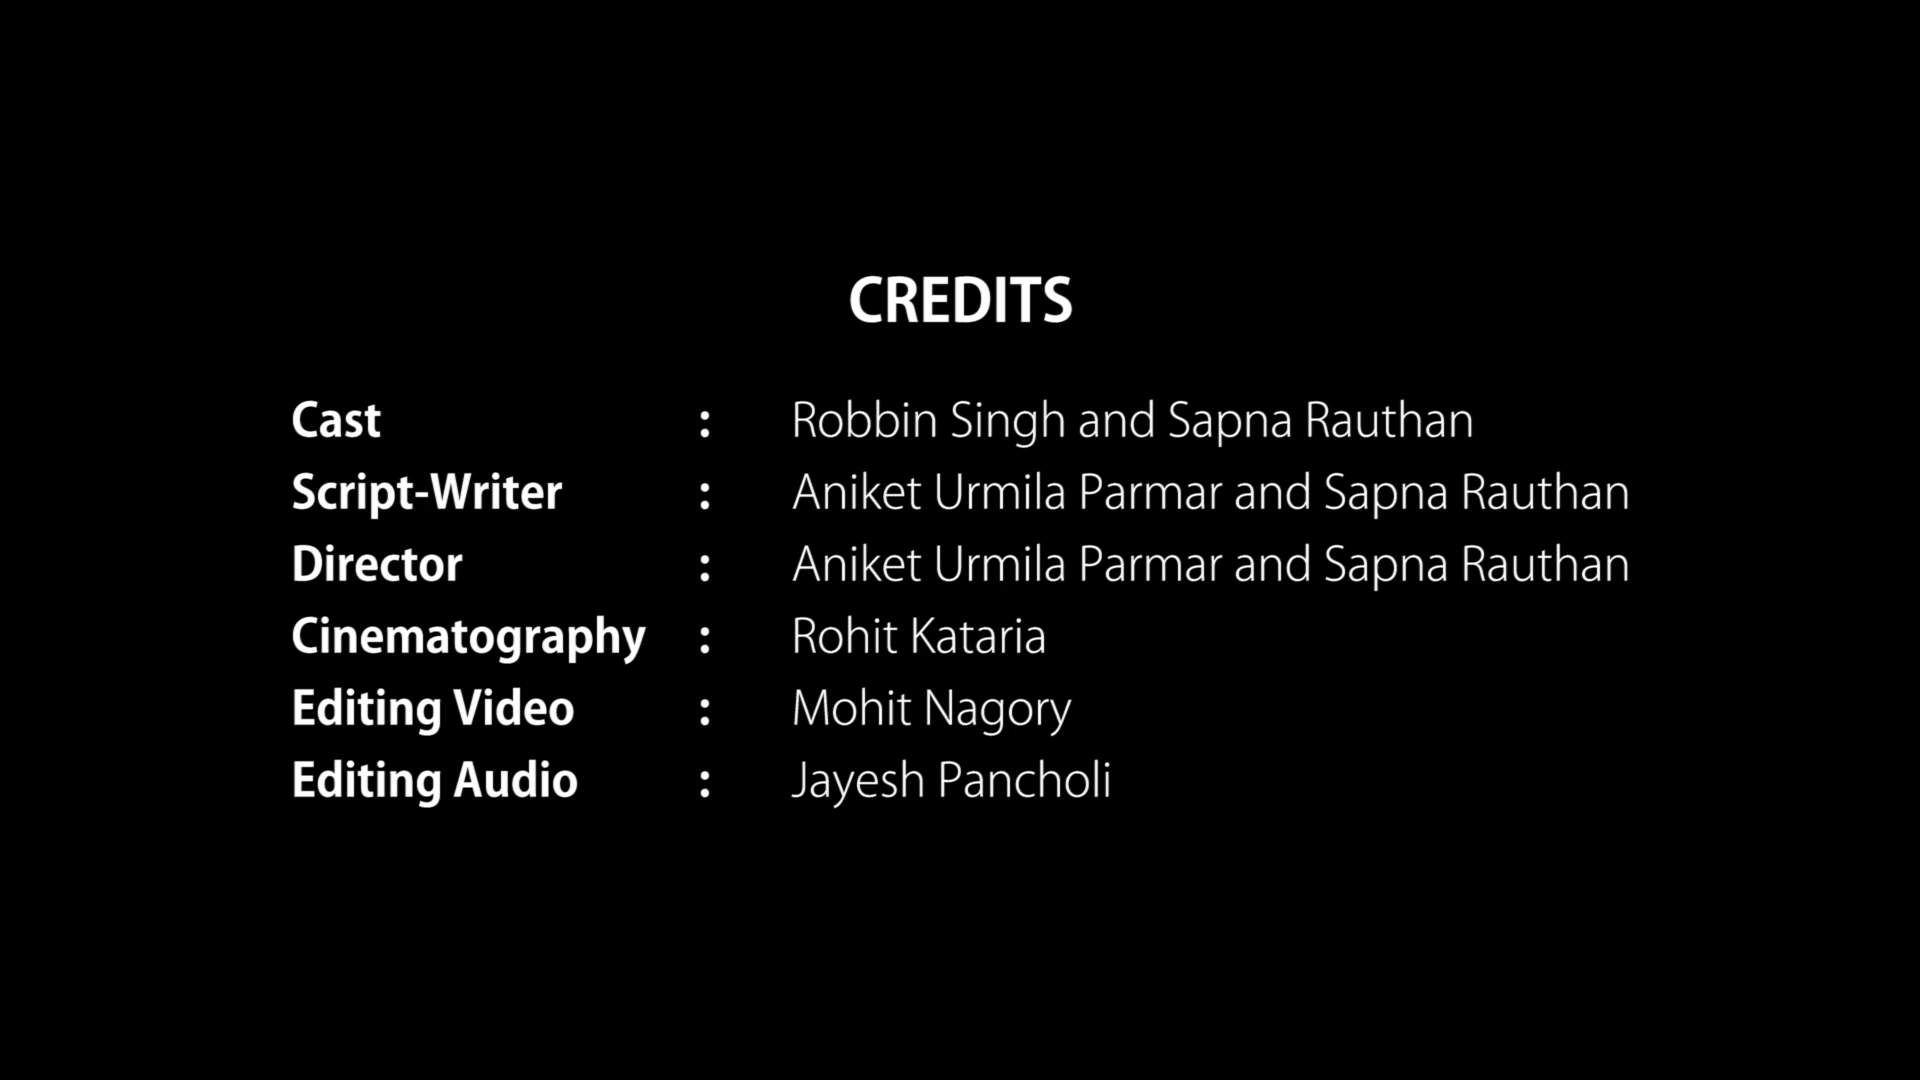 CREDITS
Cast : Robbin Singh and Sapna Rauthan
Script-Writer : Aniket Urmila Parmar and Sapna Rauthan
Director : Aniket Urmila Parmar and Sapna Rauthan
Cinematography : Rohit Kataria
Editing Video : Mohit Nagory
Editing Audio : Jayesh Pancholi